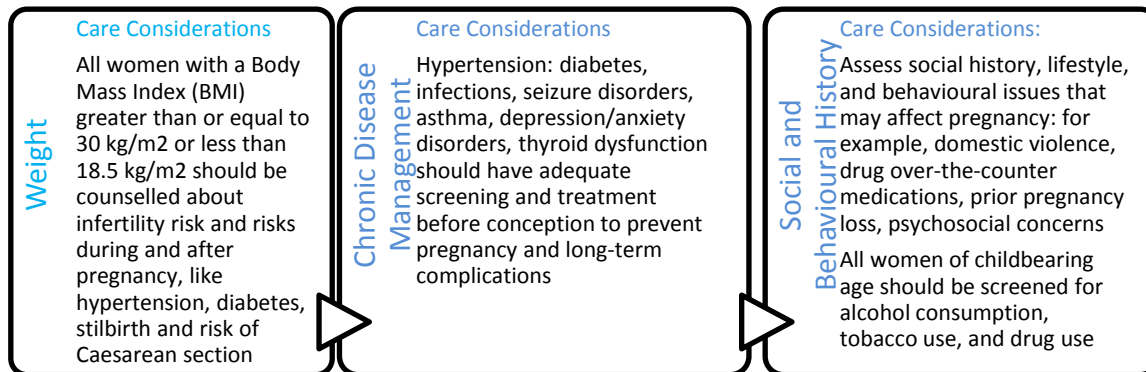 Weight
Care Considerations
All women with a Body
Mass Index (BMI)
greater than or equal to
30 kg/m2 or less than
18.5 kg/m2 should be
counselled about
infertility risk and risks
during and after
pregnancy, like
hypertension, diabetes,
stilbirth and risk of
Caesarean section
Chronic Disease
Management
Care Considerations
Hypertension: diabetes,
infections, seizure disorders,
asthma, depression/anxiety
disorders, thyroid dysfunction
should have adequate
screening and treatment
before conception to prevent
pregnancy and long-term
complications
Social and
Behavioural History
Care Considerations:
Assess social history, lifestyle,
and behavioural issues that
may affect pregnancy: for
example, domestic violence,
drug over-the-counter
medications, prior pregnancy
loss, psychosocial concerns
All women of childbearing
age should be screened for
alcohol consumption,
tobacco use, and drug use